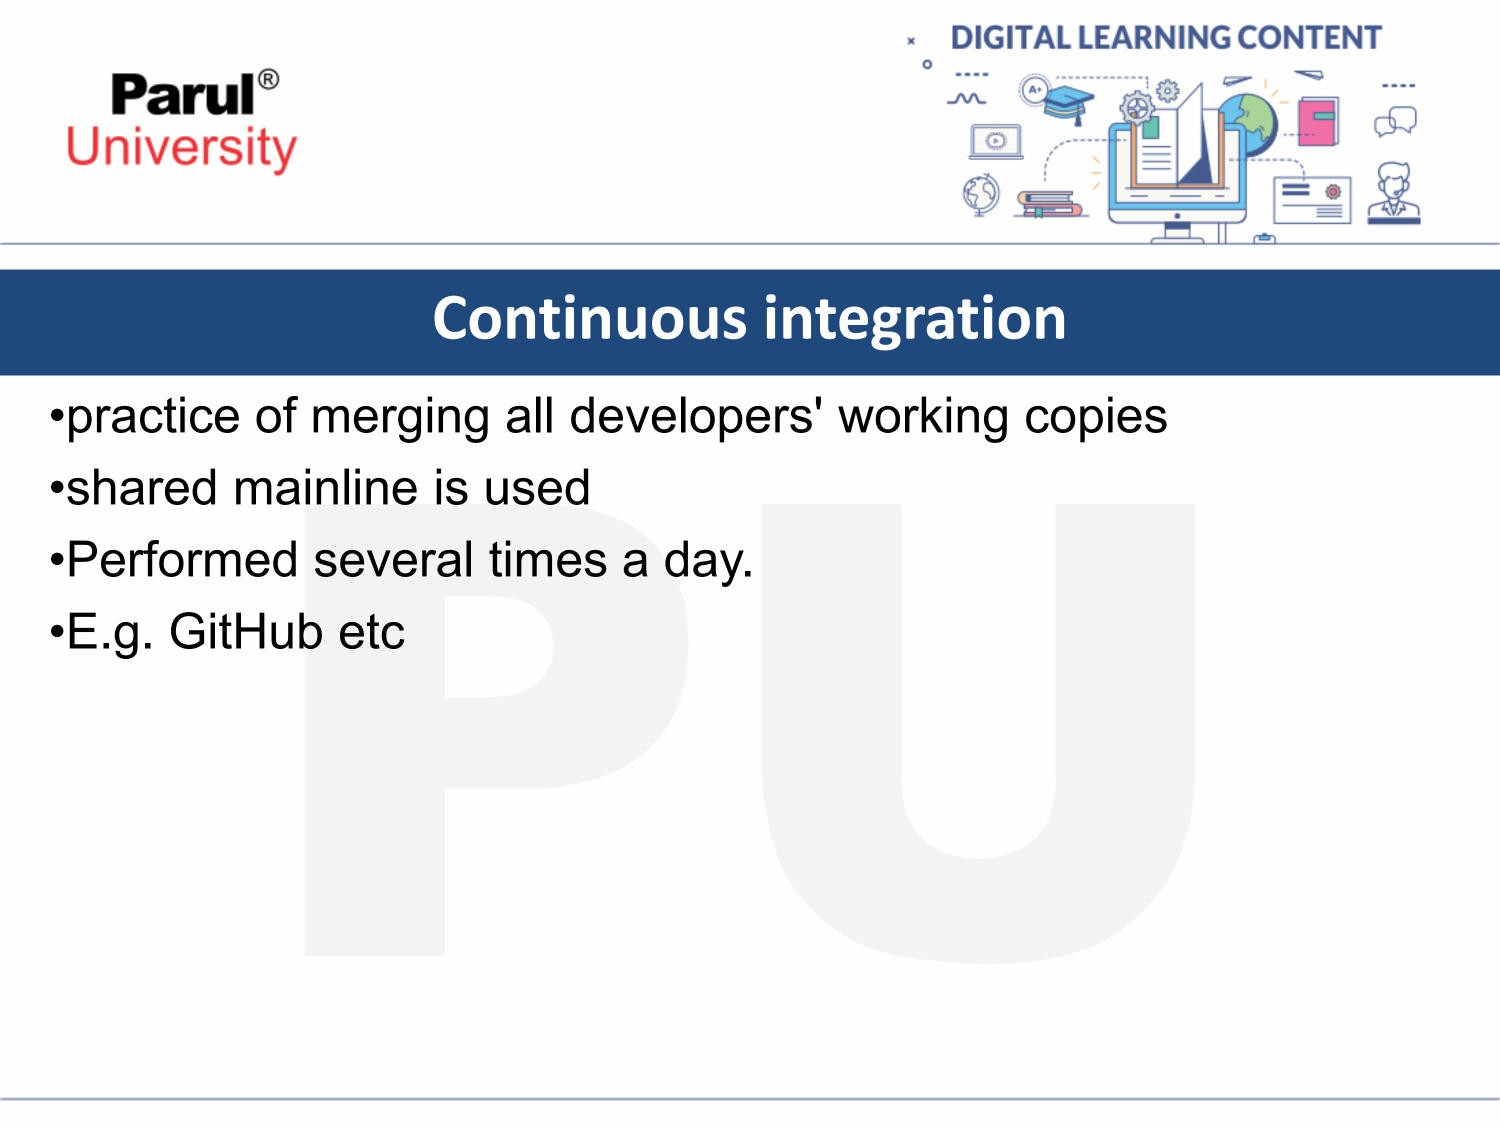 DIGITAL LEARNING CONTENT
Parul®
University
A+
Continuous integration
•practice of merging all developers' working copies
•shared mainline is used
•Performed several times a day.
•E.g. GitHub etc
PU